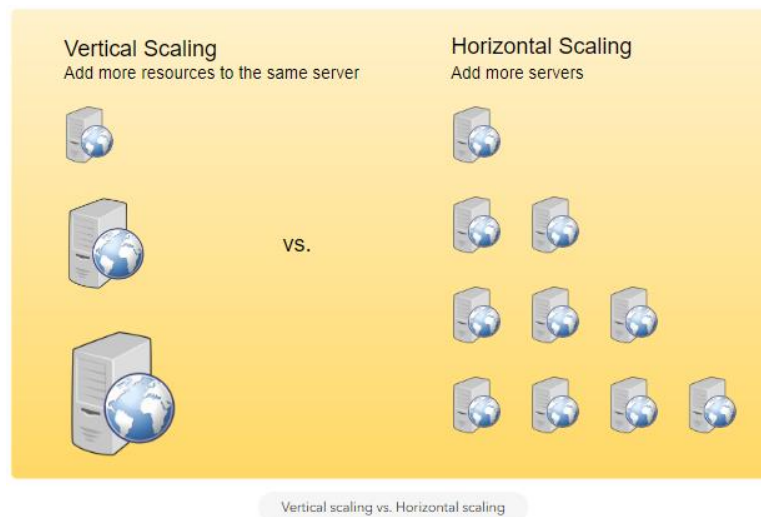 Vertical Scaling
Add more resources to the same server
Horizontal Scaling
Add more servers
vs.
Vertical scaling vs. Horizontal scaling